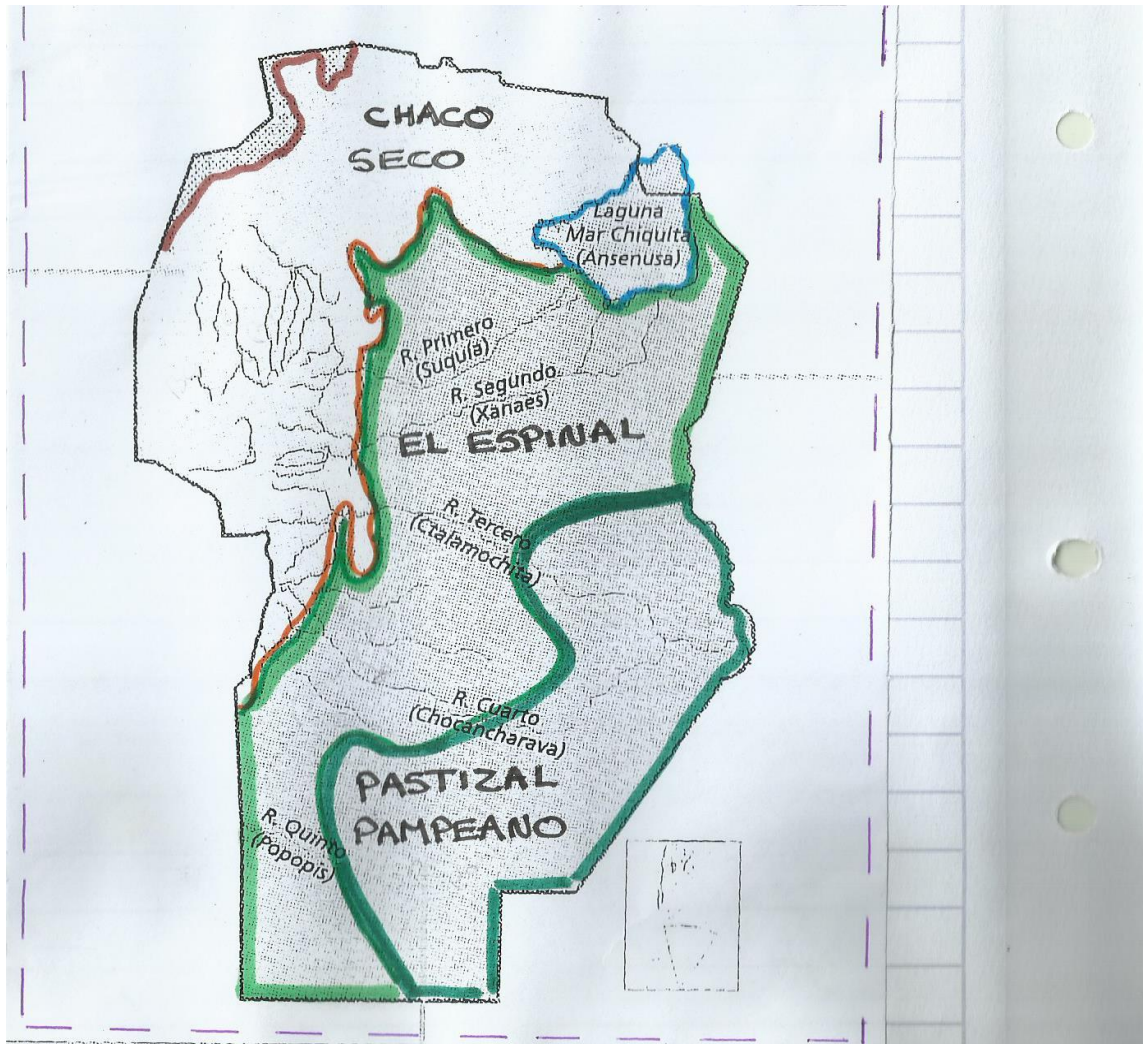 CHACO
SECO
Laguna
Mar Chiquita
(Ansenusa)
R. Primero
(Suquía)
R. Segundo
(Xanaes)
EL ESPINAL
R. Tercero
(Ctalamochita)
R. Cuarto
(Chocancharava)
PASTIZAL
PAMPEANO
R. Quinto
(Popopis)